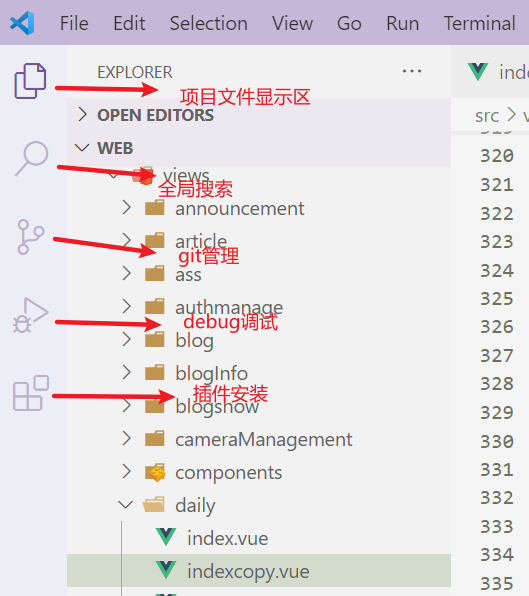 File Edit Selection View Go Run Terminal
EXPLORER ···
inde
项目文件显示区
OPEN EDITORS
src > v
WEB
320
views
全局搜索
321
announcement
322
article
323
git管理
ass
324
authmanage
325
debug调试
326
blog
327
blogInfo
328
插件安装
blogshow
329
cameraManagement
330
components
331
daily
332
index.vue
333
indexcopy.vue
334
335